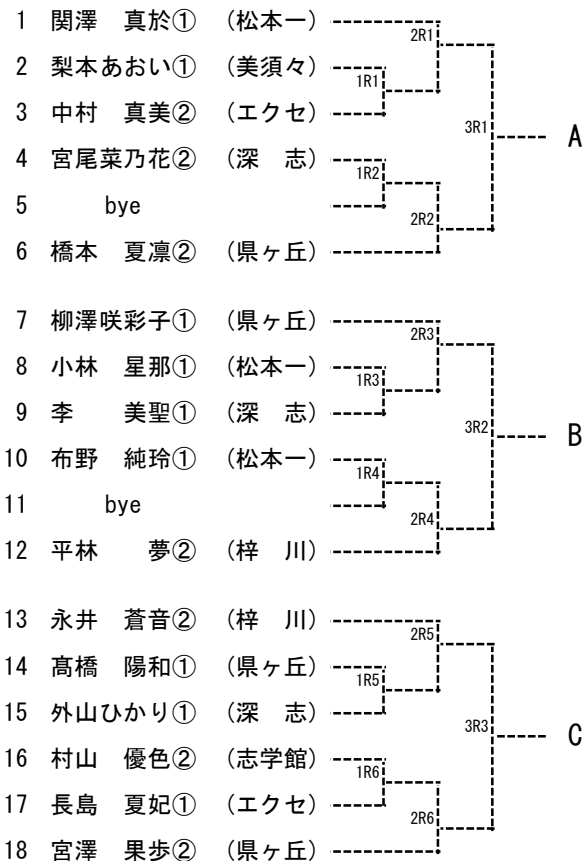 1 関澤 真於① (松本一)
2R1
2 梨本あおい① (美須々)
1R1
3 中村 真美② (エクセ)
3R1
A
4 宮尾菜乃花② (深 志)
1R2
5 bye
2R2
6 橋本 夏凛② (県ヶ丘)
7 柳澤咲彩子① (県ヶ丘)
2R3
8 小林 星那① (松本一)
1R3
9 李 美聖① (深 志)
3R2
B
10 布野 純玲① (松本一)
1R4
11 bye
2R4
12 平林 夢② (梓 川)
13 永井 蒼音② (梓 川)
2R5
14 髙橋 陽和① (県ヶ丘)
1R5
15 外山ひかり① (深 志)
3R3
C
16 村山 優色② (志学館)
1R6
17 長島 夏妃① (エクセ)
2R6
18 宮澤 果歩② (県ヶ丘)